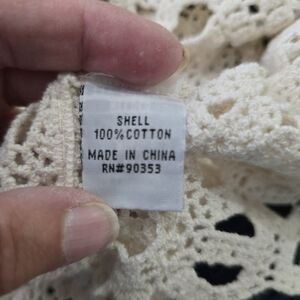 SHELL
100% COTTON
MADE IN CHINA
RN#90353